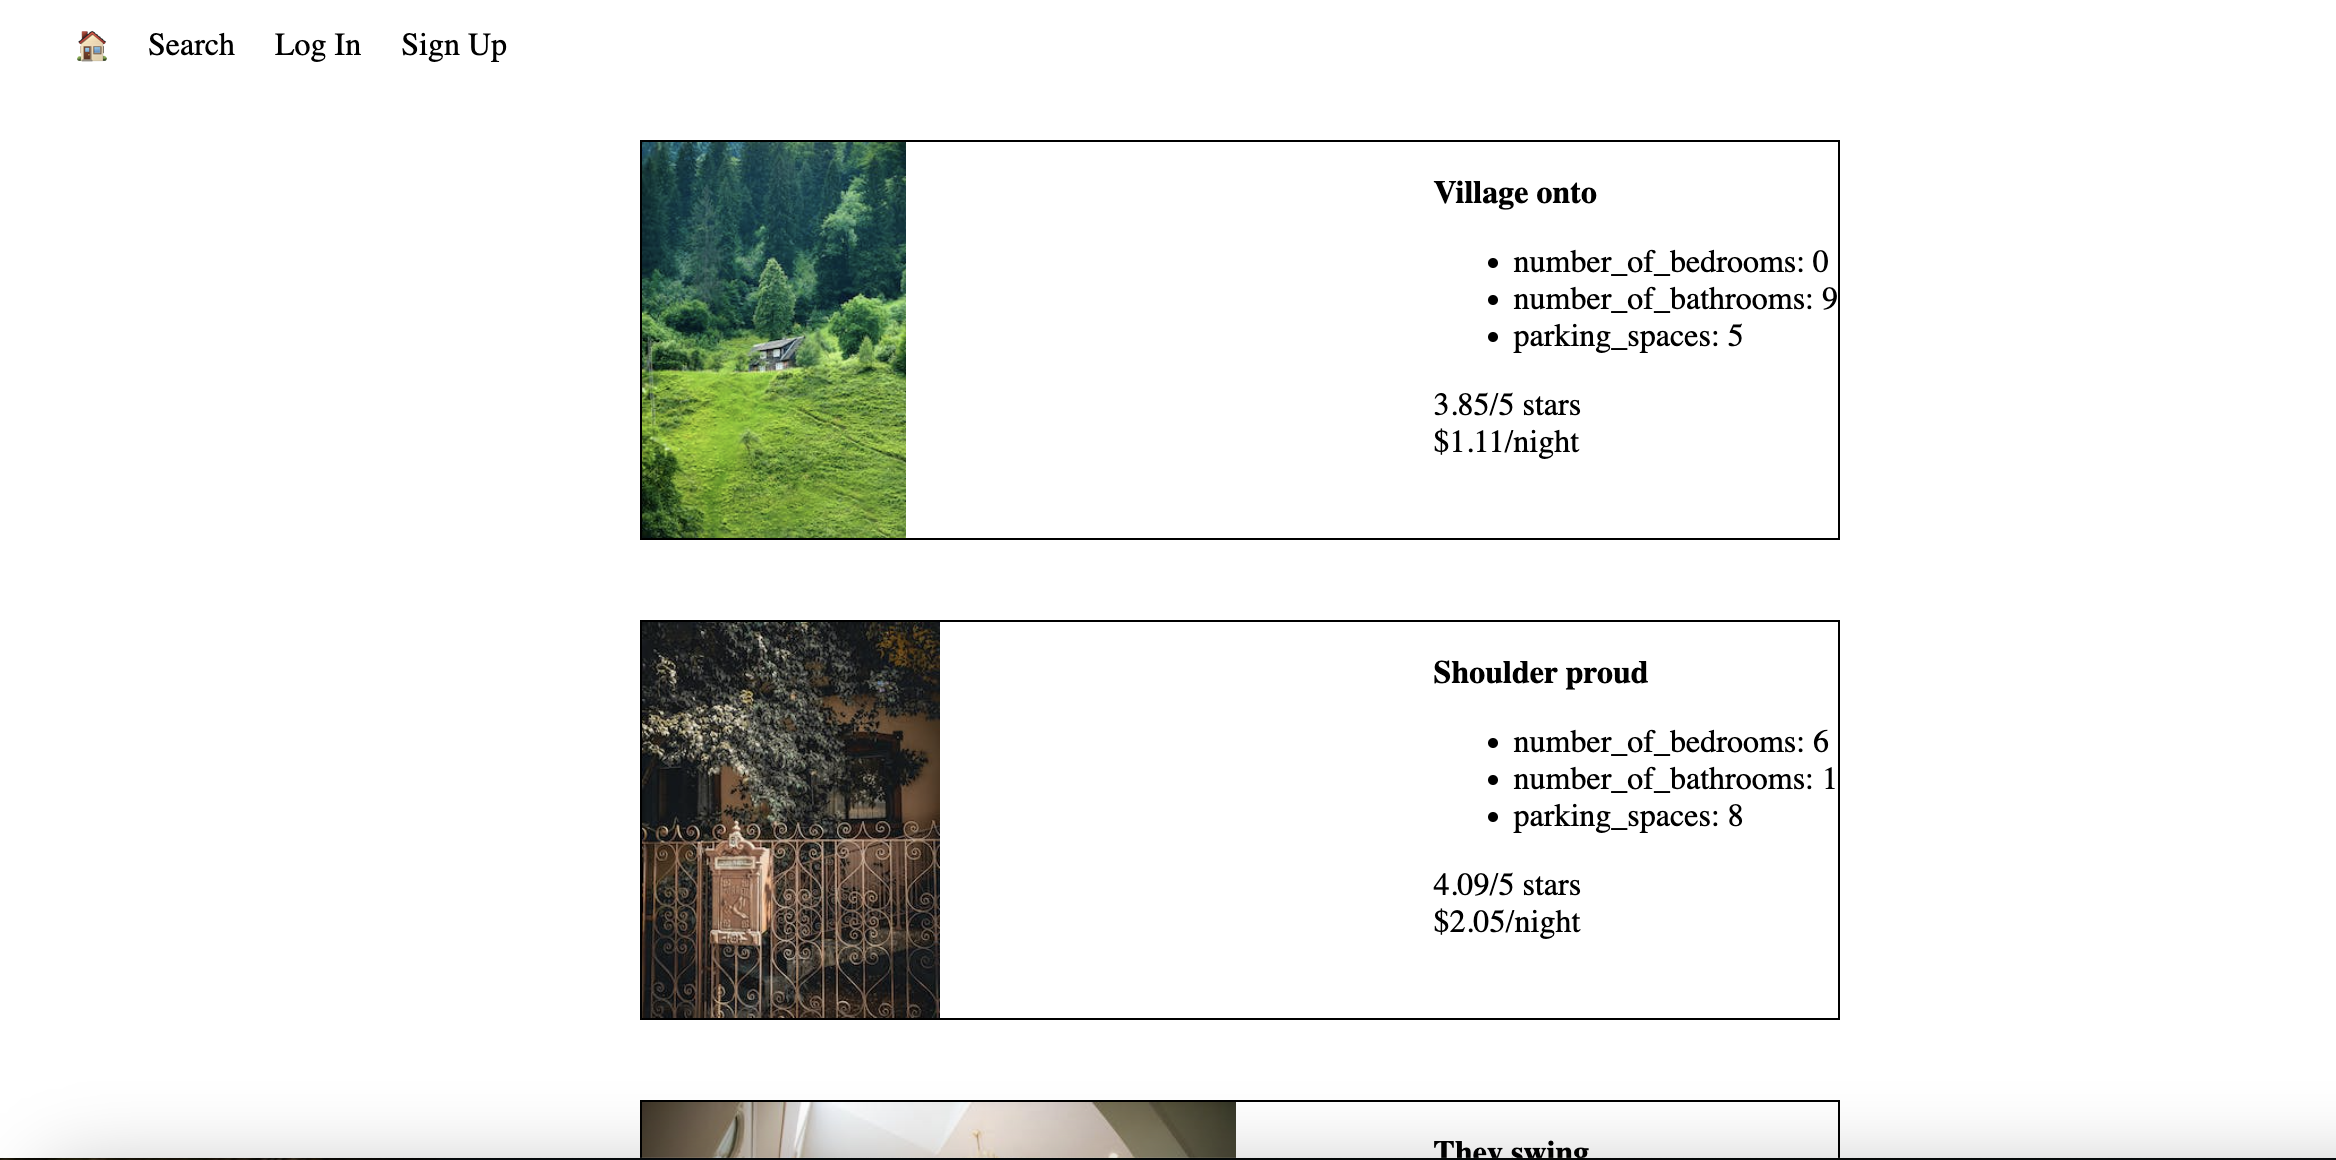 Search Log In Sign Up
Village onto
number_of_bedrooms: 0
number_of_bathrooms: 9
parking_spaces: 5
3.85/5 stars
$1.11/night
Shoulder proud
number_of_bedrooms: 6
number_of_bathrooms: 1
parking_spaces: 8
4.09/5 stars
$2.05/night
They swing